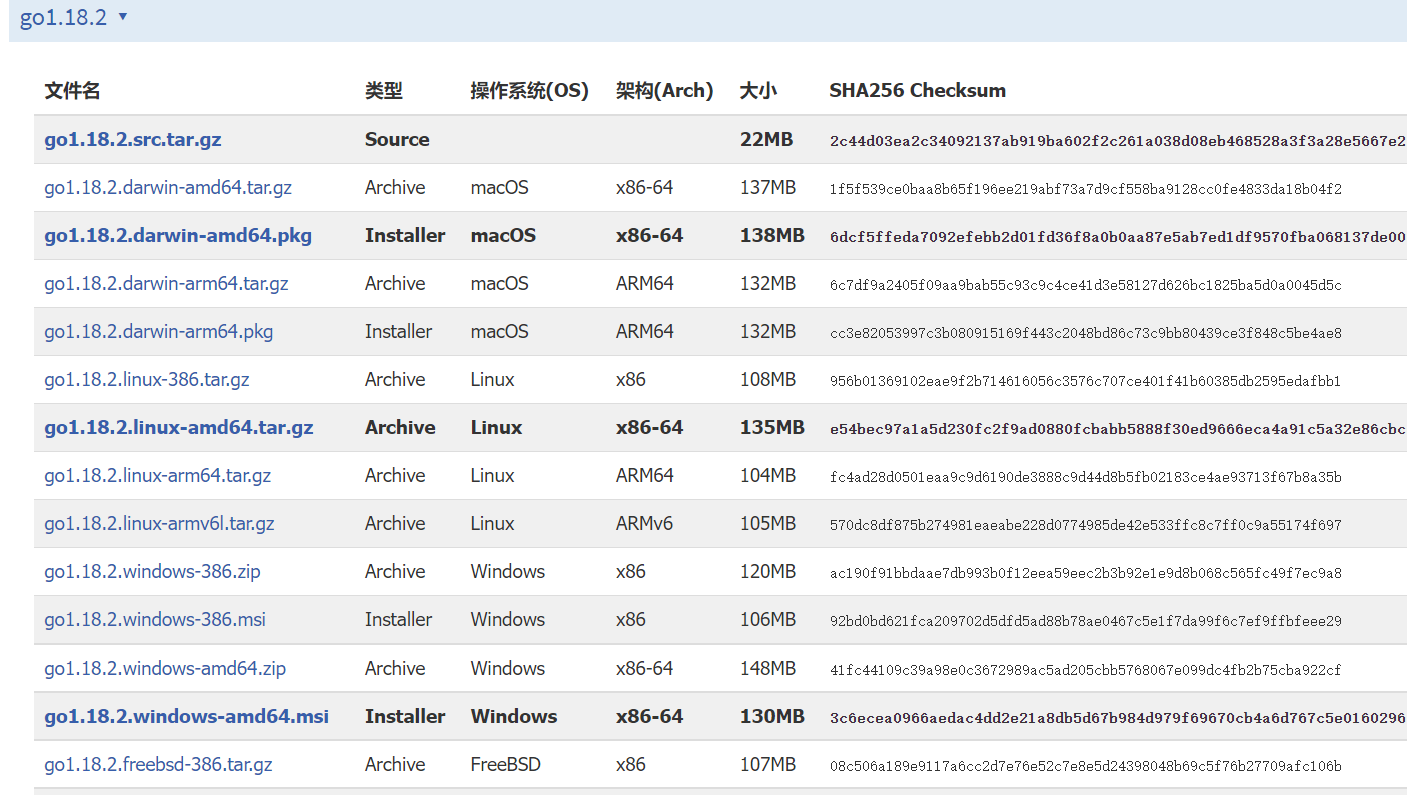 go1.18.2 ▾
文件名 类型 操作系统(OS) 架构(Arch) 大小 SHA256 Checksum
go1.18.2.src.tar.gz Source 22MB 2c44d03ea2c34092137ab919ba602f2c261a038d08eb468528a3f3a28e5667e2
go1.18.2.darwin-amd64.tar.gz Archive macOS x86-64 137MB 1f5f539ce0baa8b65f196ee219abf73a7d9cf558ba9128cc0fe4833da18b04f2
go1.18.2.darwin-amd64.pkg Installer macOS x86-64 138MB 6dcf5ffeda7092efebb2d01fd36f8a0b0aa87e5ab7ed1df9570fba068137de00
go1.18.2.darwin-arm64.tar.gz Archive macOS ARM64 132MB 6c7df9a2405f09aa9bab55c93c9c4ce41d3e58127d626bc1825ba5d0a0045d5c
go1.18.2.darwin-arm64.pkg Installer macOS ARM64 132MB cc3e82053997c3b080915169f443c2048bd86c73c9bb80439ce3f848c5be4ae8
go1.18.2.linux-386.tar.gz Archive Linux x86 108MB 956b01369102eae9f2b714616056c3576c707ce401f41b60385db2595edafbb1
go1.18.2.linux-amd64.tar.gz Archive Linux x86-64 135MB e54bec97a1a5d230fc2f9ad0880fcbabb5888f30ed9666eca4a91c5a32e86cbc
go1.18.2.linux-arm64.tar.gz Archive Linux ARM64 104MB fc4ad28d0501eaa9c9d6190de3888c9d44d8b5fb02183ce4ae93713f67b8a35b
go1.18.2.linux-armv6l.tar.gz Archive Linux ARMv6 105MB 570dc8df875b274981eaeabe228d0774985de42e533ffc8c7ff0c9a55174f697
go1.18.2.windows-386.zip Archive Windows x86 120MB ac190f91bbdaae7db993b0f12eea59eec2b3b92e1e9d8b068c565fc49f7ec9a8
go1.18.2.windows-386.msi Installer Windows x86 106MB 92bd0bd621fca209702d5dfd5ad88b78ae0467c5e1f7da99f6c7ef9ffbfeee29
go1.18.2.windows-amd64.zip Archive Windows x86-64 148MB 41fc44109c39a98e0c3672989ac5ad205cbb5768067e099dc4fb2b75cba922cf
go1.18.2.windows-amd64.msi Installer Windows x86-64 130MB 3c6ecea0966aedac4dd2e21a8db5d67b984d979f69670cb4a6d767c5e0160296
go1.18.2.freebsd-386.tar.gz Archive FreeBSD x86 107MB 08c506a189e9117a6cc2d7e76e52c7e8e5d24398048b69c5f76b27709afc106b